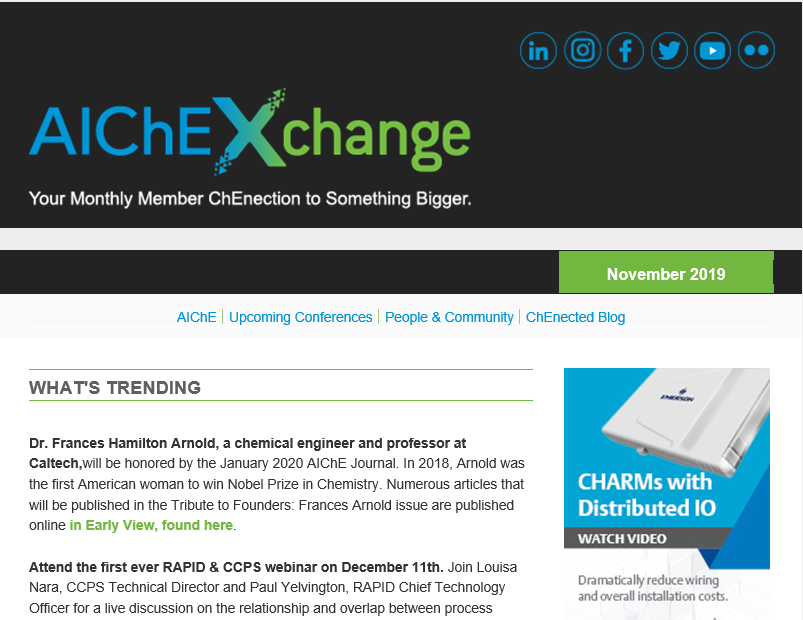 AIChEXchange
Your Monthly Member ChEnection to Something Bigger.
November 2019
AIChE | Upcoming Conferences | People & Community | ChEnected Blog
WHAT'S TRENDING
Dr. Frances Hamilton Arnold, a chemical engineer and professor at
Caltech,will be honored by the January 2020 AIChE Journal. In 2018, Arnold was
the first American woman to win Nobel Prize in Chemistry. Numerous articles that
will be published in the Tribute to Founders: Frances Arnold issue are published
online in Early View, found here.
Attend the first ever RAPID & CCPS webinar on December 11th. Join Louisa
Nara, CCPS Technical Director and Paul Yelvington, RAPID Chief Technology
Officer for a live discussion on the relationship and overlap between process
EMERSON
CHARMs with
Distributed IO
WATCH VIDEO
Dramatically reduce wiring
and overall installation costs.